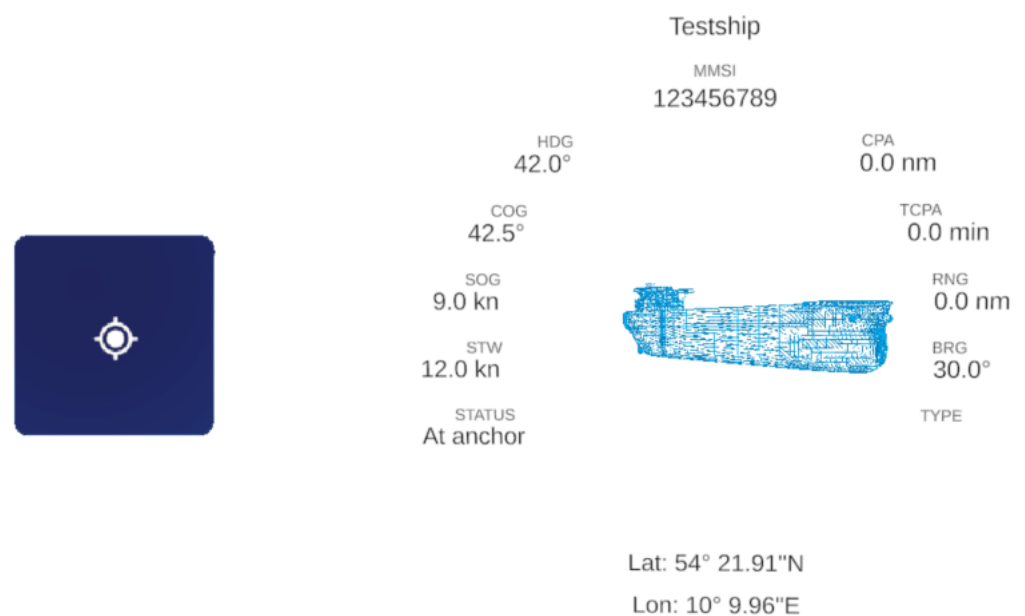 Testship
MMSI
123456789
HDG
42.0°
CPA
0.0 nm
COG
42.5°
TCPA
0.0 min
SOG
9.0 kn
RNG
0.0 nm
STW
12.0 kn
BRG
30.0°
STATUS
At anchor
TYPE
Lat: 54° 21.91"N
Lon: 10° 9.96"E